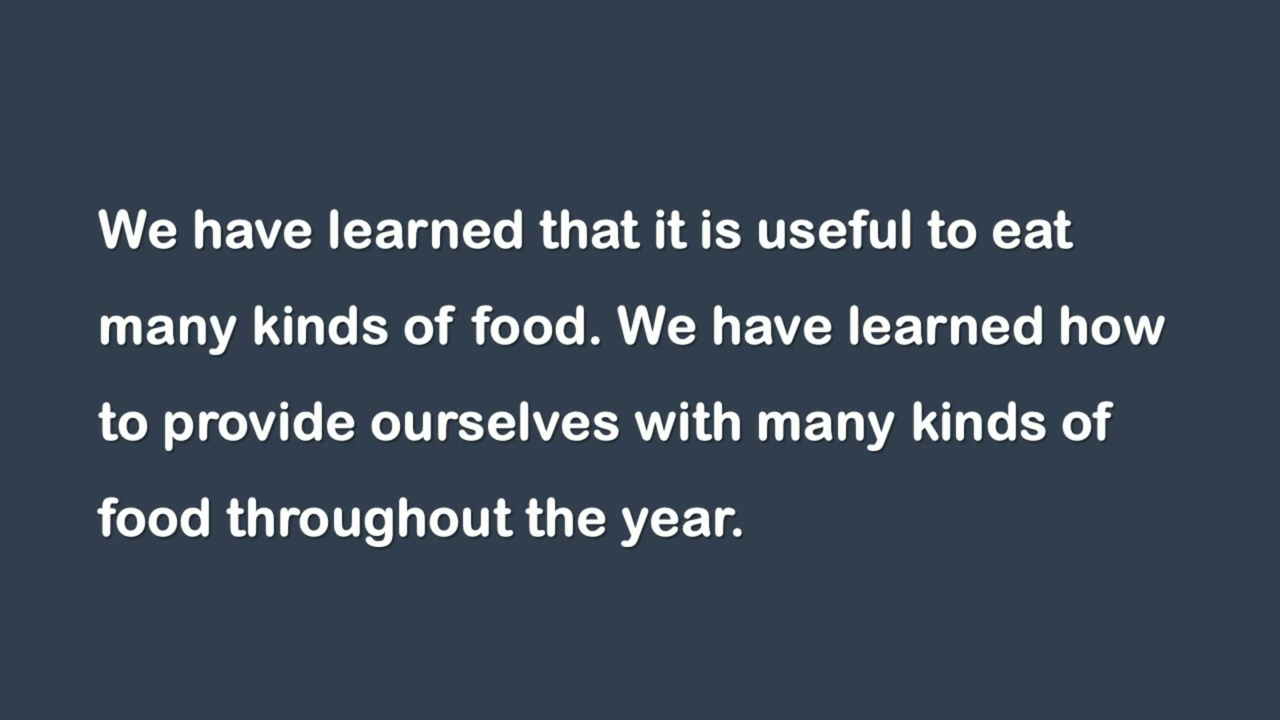 We have learned that it is useful to eat
many kinds of food. We have learned how
to provide ourselves with many kinds of
food throughout the year.